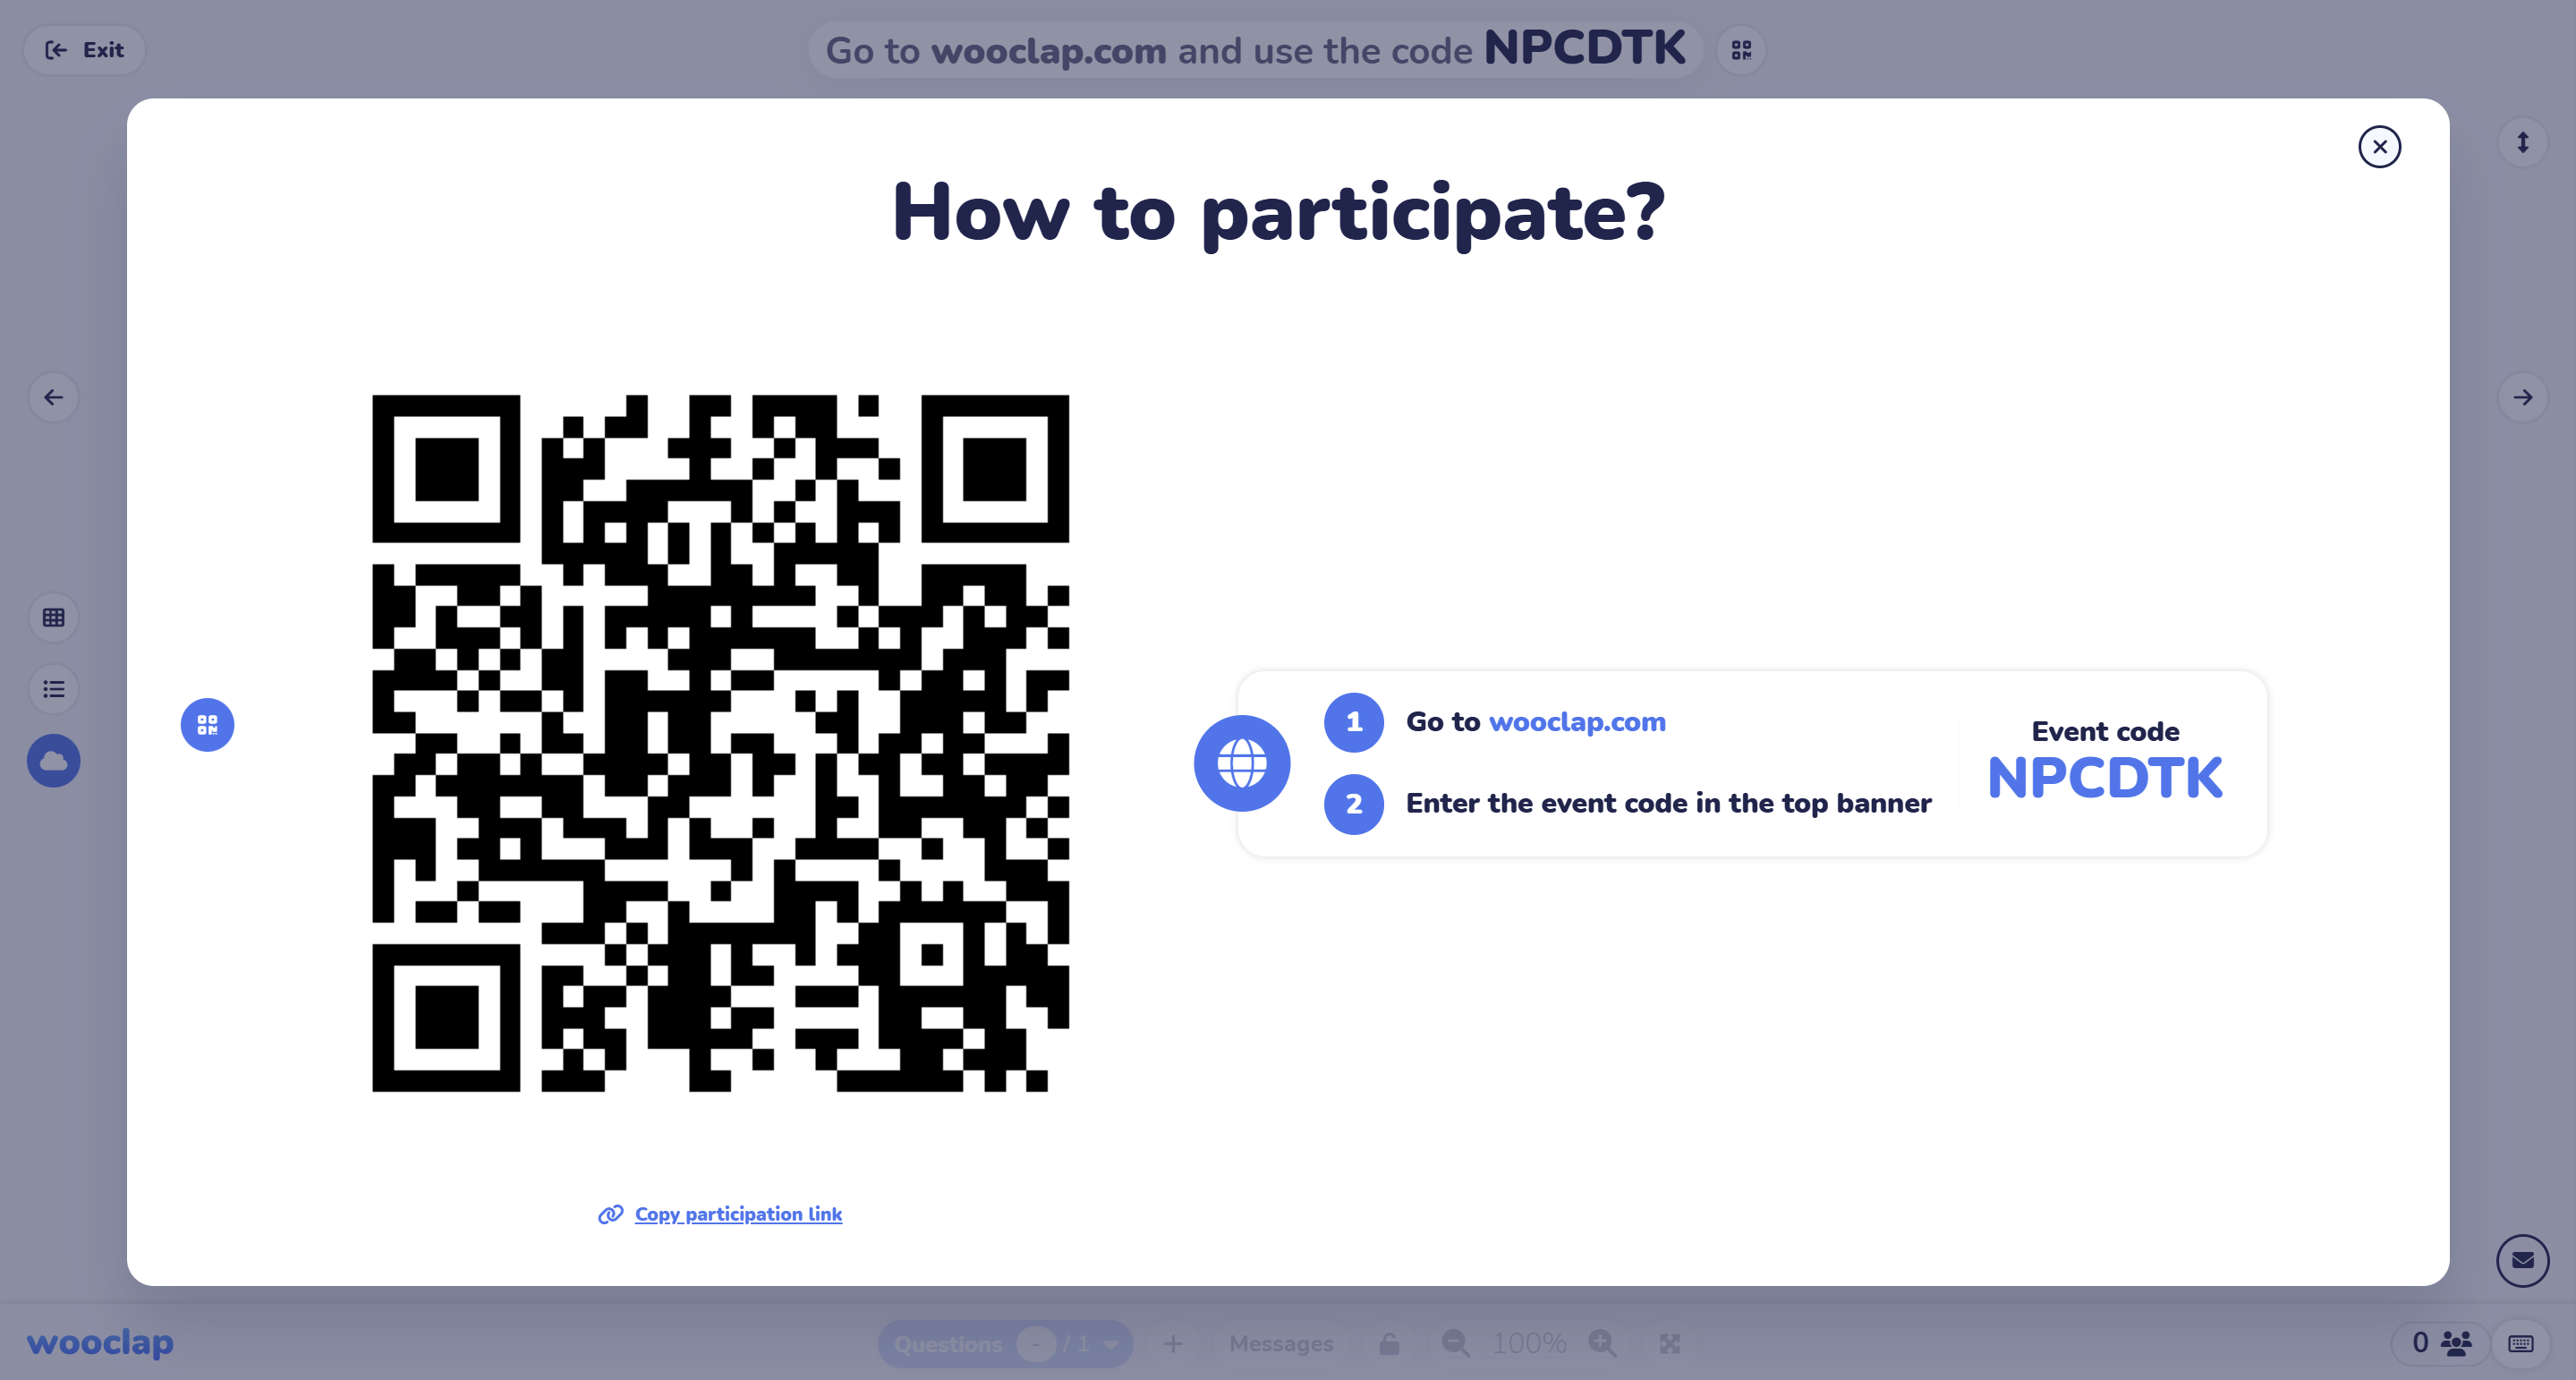 Exit
Go to wooclap.com and use the code NPCDTK
How to participate?
1 Go to wooclap.com
2 Enter the event code in the top banner
Event code
NPCDTK
Copy participation link
wooclap
Questions - / 1
Messages
100%
0